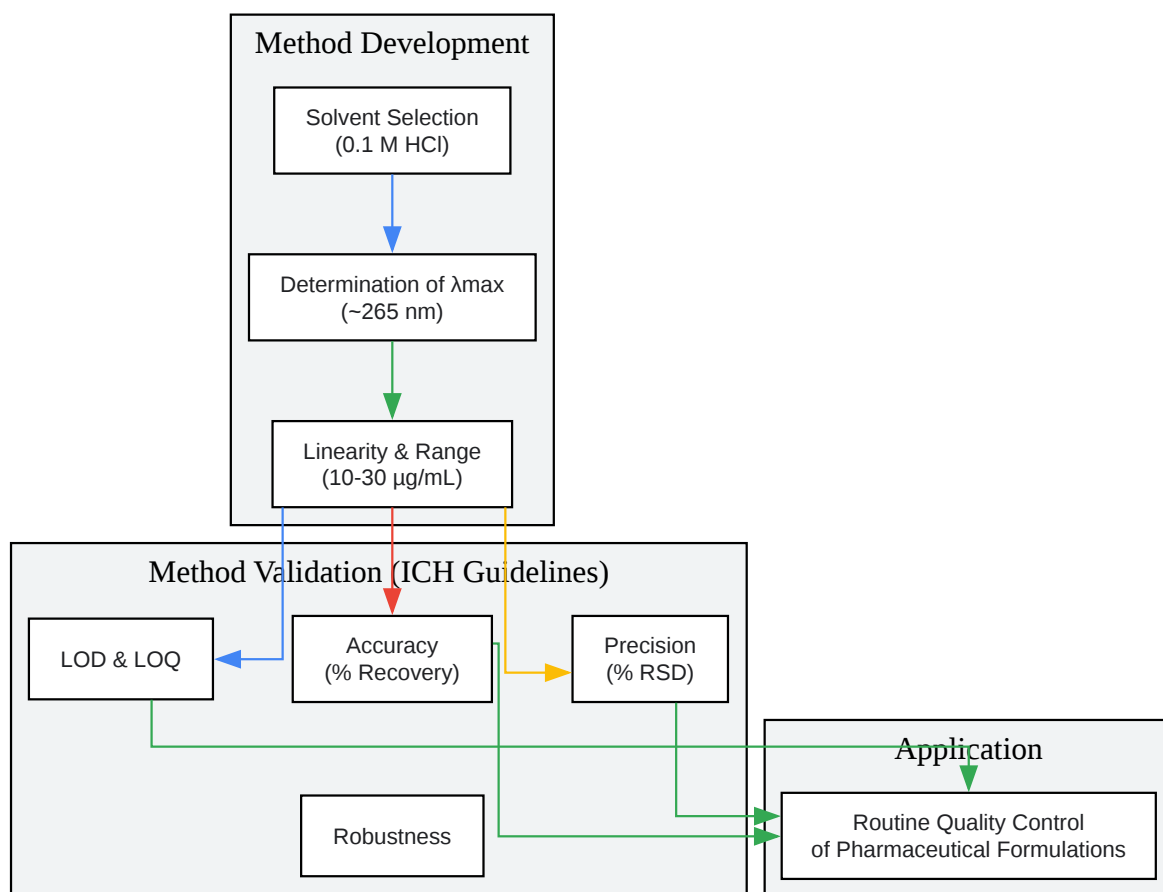 Method Development
Solvent Selection
(0.1 M HCl)
Determination of λmax
(~265 nm)
Linearity & Range
(10-30 µg/mL)
Method Validation (ICH Guidelines)
LOD & LOQ
Accuracy
(% Recovery)
Precision
(% RSD)
Robustness
Application
Routine Quality Control
of Pharmaceutical Formulations